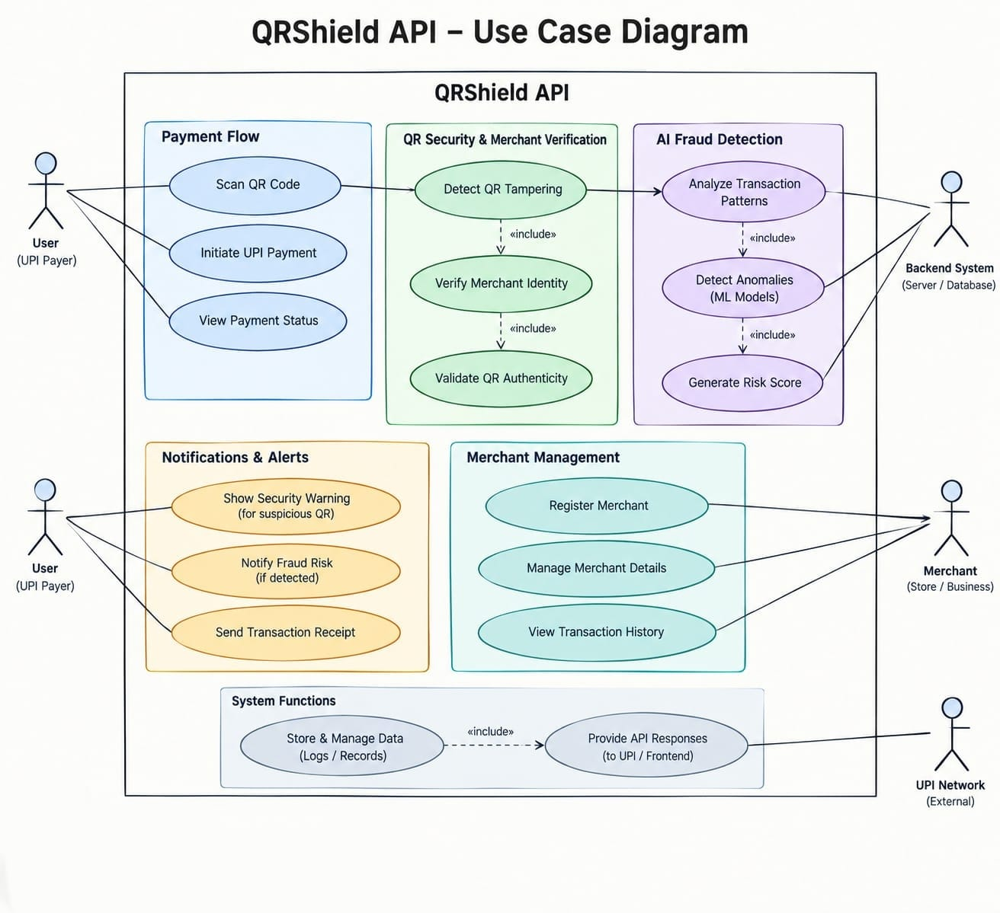 QRShield API – Use Case Diagram
QRShield API
Payment Flow
Scan QR Code
Initiate UPI Payment
View Payment Status
QR Security & Merchant Verification
Detect QR Tampering
«include»
Verify Merchant Identity
«include»
Validate QR Authenticity
AI Fraud Detection
Analyze Transaction
Patterns
«include»
Detect Anomalies
(ML Models)
«include»
Generate Risk Score
User
(UPI Payer)
Backend System
(Server / Database)
Notifications & Alerts
Show Security Warning
(for suspicious QR)
Notify Fraud Risk
(if detected)
Send Transaction Receipt
Merchant Management
Register Merchant
Manage Merchant Details
View Transaction History
User
(UPI Payer)
Merchant
(Store / Business)
System Functions
Store & Manage Data
(Logs / Records)
«include»
Provide API Responses
(to UPI / Frontend)
UPI Network
(External)